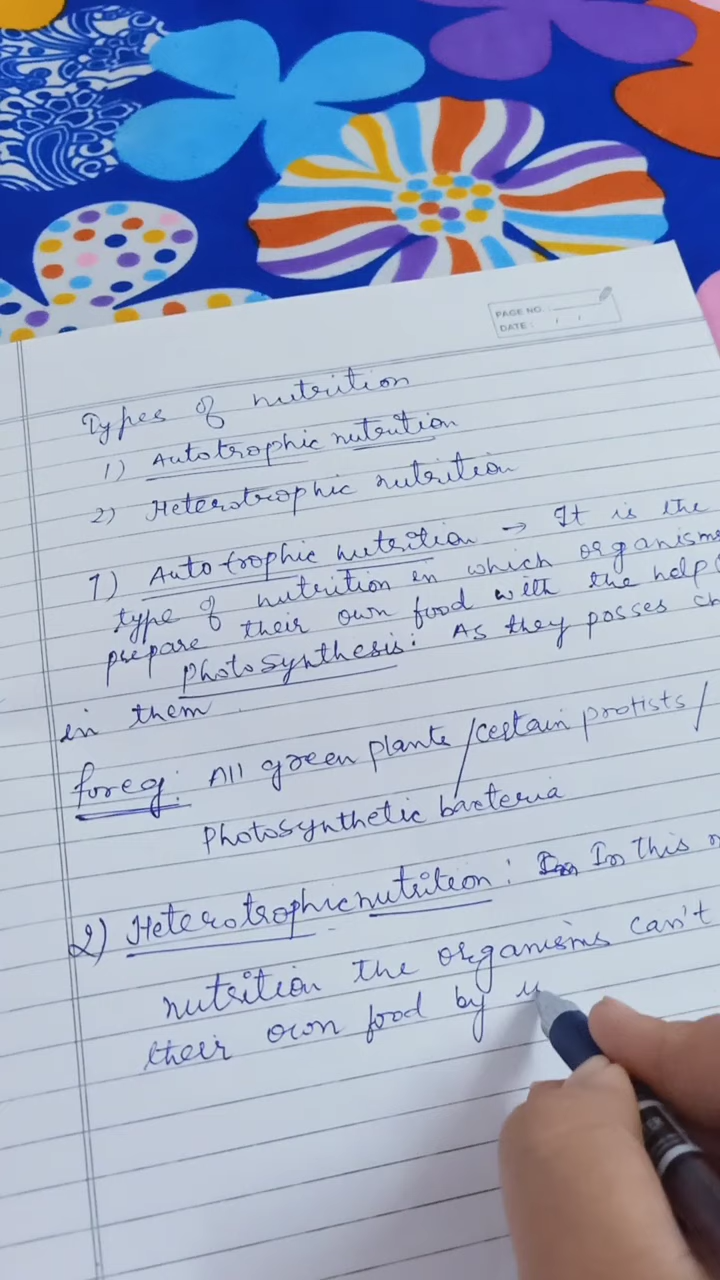 PAGE NO.:
DATE: / /
Types of nutrition
1) Autotrophic nutrition
2) Heterotrophic nutrition
1) Autotrophic nutrition → It is the
type of nutrition in which organisms
prepare their own food with the help
photosynthesis: As they posses
in them
for eg: All green plants / certain protists /
Photosynthetic bacteria
2) Heterotrophic nutrition: In this
nutrition the organisms can't
their own food by